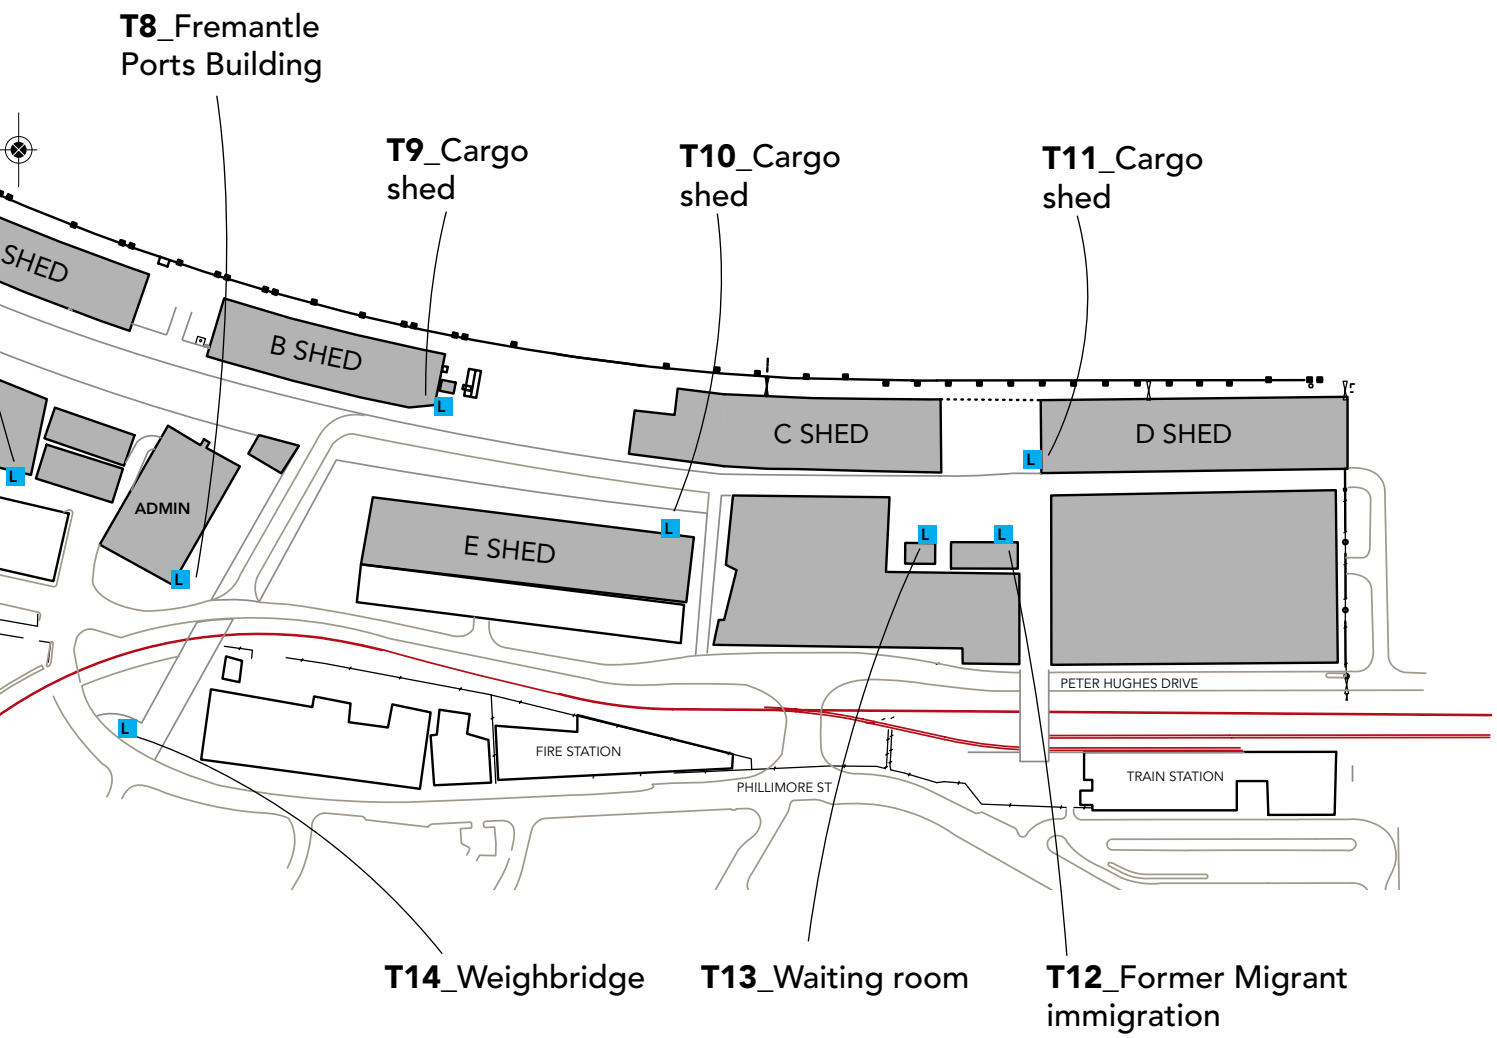 T8_Fremantle
Ports Building
T9_Cargo
shed
T10_Cargo
shed
T11_Cargo
shed
SHED
B SHED
L
C SHED
D SHED
L
L
ADMIN
L
E SHED
L
L
L
PETER HUGHES DRIVE
L
FIRE STATION
TRAIN STATION
PHILLIMORE ST
T14_Weighbridge
T13_Waiting room
T12_Former Migrant
immigration